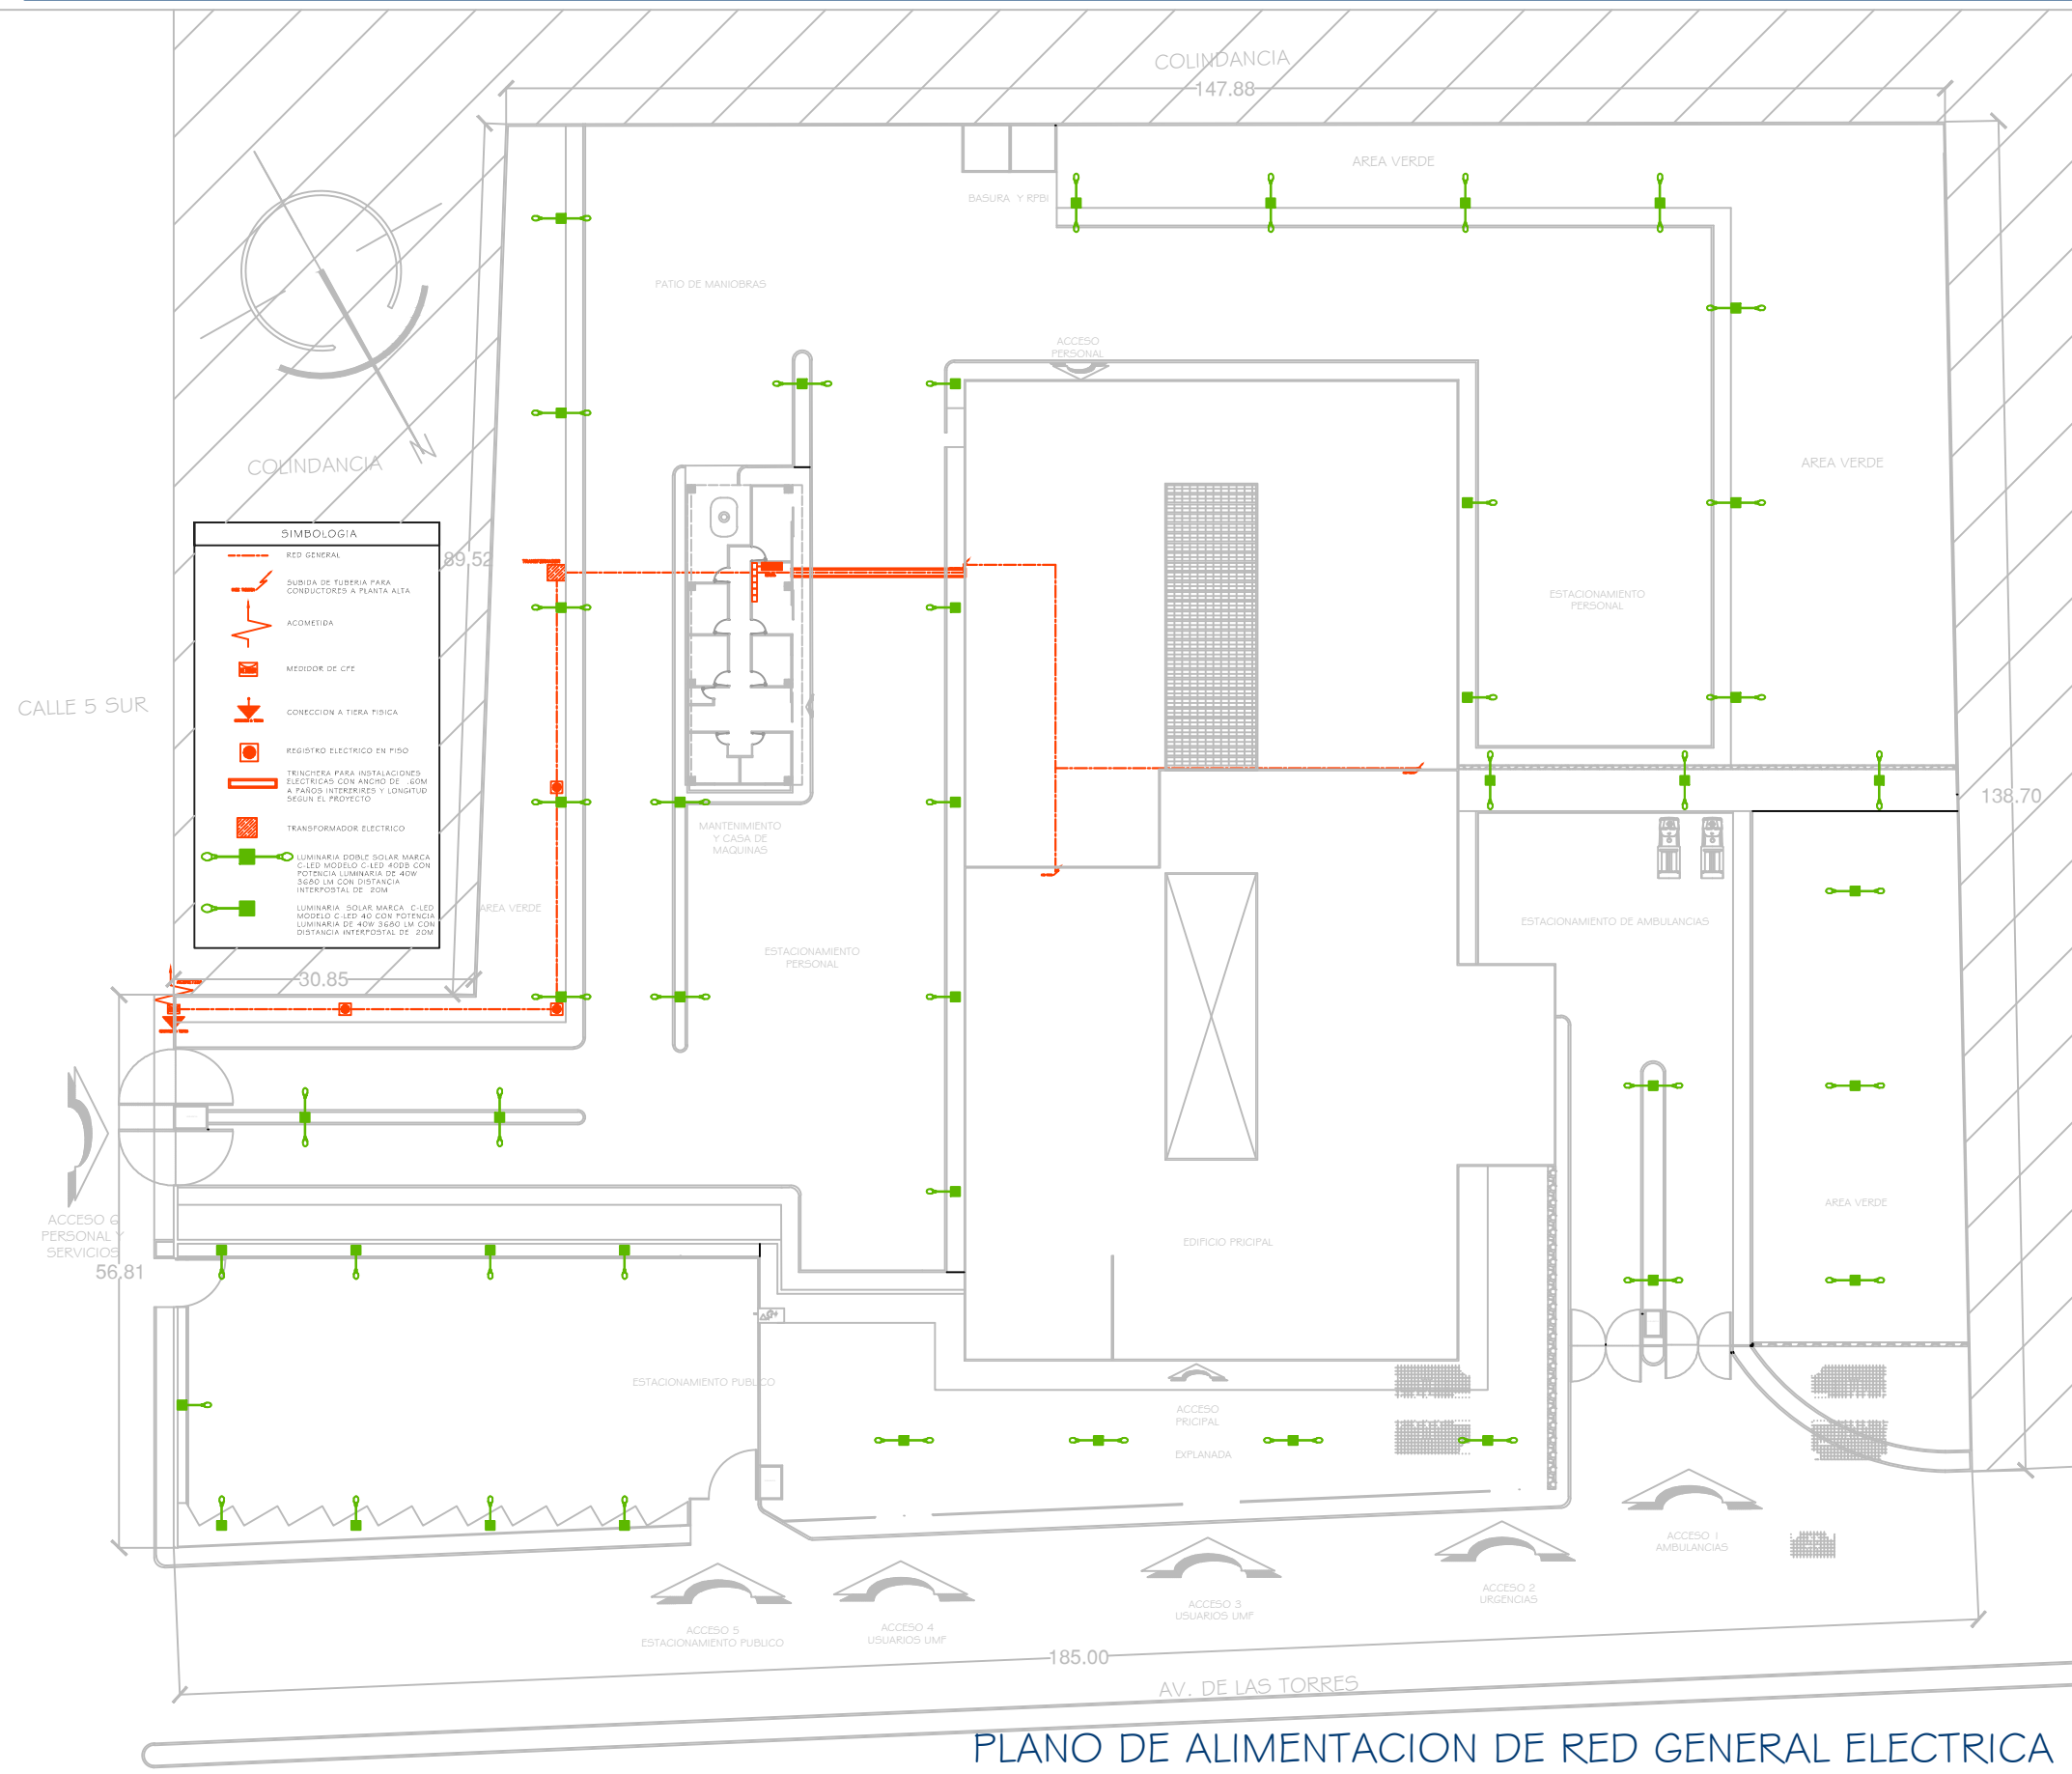 COLINDANCIA
147.88
AREA VERDE
BASURA Y RPBI
PATIO DE MANIOBRAS
ACCESO
PERSONAL
COLINDANCIA
N
AREA VERDE
SIMBOLOGIA
RED GENERAL
SUBIDA DE TUBERIA PARA
CONDUCTORES A PLANTA ALTA
ACOMETIDA
MEDIDOR DE CFE
CONECCION A TIERA FISICA
REGISTRO ELECTRICO EN PISO
TRINCHERA PARA INSTALACIONES
ELECTRICAS CON ANCHO DE .60M
A PAÑOS INTERERIRES Y LONGITUD
SEGUN EL PROYECTO
TRANSFORMADOR ELECTRICO
LUMINARIA DOBLE SOLAR MARCA
C-LED MODELO C-LED 40DB CON
POTENCIA LUMINARIA DE 40W
3680 LM CON DISTANCIA
INTERPOSTAL DE 20M
LUMINARIA SOLAR MARCA C-LED
MODELO C-LED 40 CON POTENCIA
LUMINARIA DE 40W 3680 LM CON
DISTANCIA INTERPOSTAL DE 20M
89.52
TRANSFORMADOR
ESTACIONAMIENTO
PERSONAL
CALLE 5 SUR
138.70
MANTENIMIENTO
Y CASA DE
MAQUINAS
AREA VERDE
ESTACIONAMIENTO DE AMBULANCIAS
ESTACIONAMIENTO
PERSONAL
30.85
ACCESO 6
PERSONAL Y
SERVICIOS
56.81
AREA VERDE
EDIFICIO PRICIPAL
ESTACIONAMIENTO PUBLICO
ACCESO
PRICIPAL
EXPLANADA
ACCESO 1
AMBULANCIAS
ACCESO 2
URGENCIAS
ACCESO 3
USUARIOS UMF
ACCESO 4
USUARIOS UMF
ACCESO 5
ESTACIONAMIENTO PUBLICO
185.00
AV. DE LAS TORRES
PLANO DE ALIMENTACION DE RED GENERAL ELECTRICA